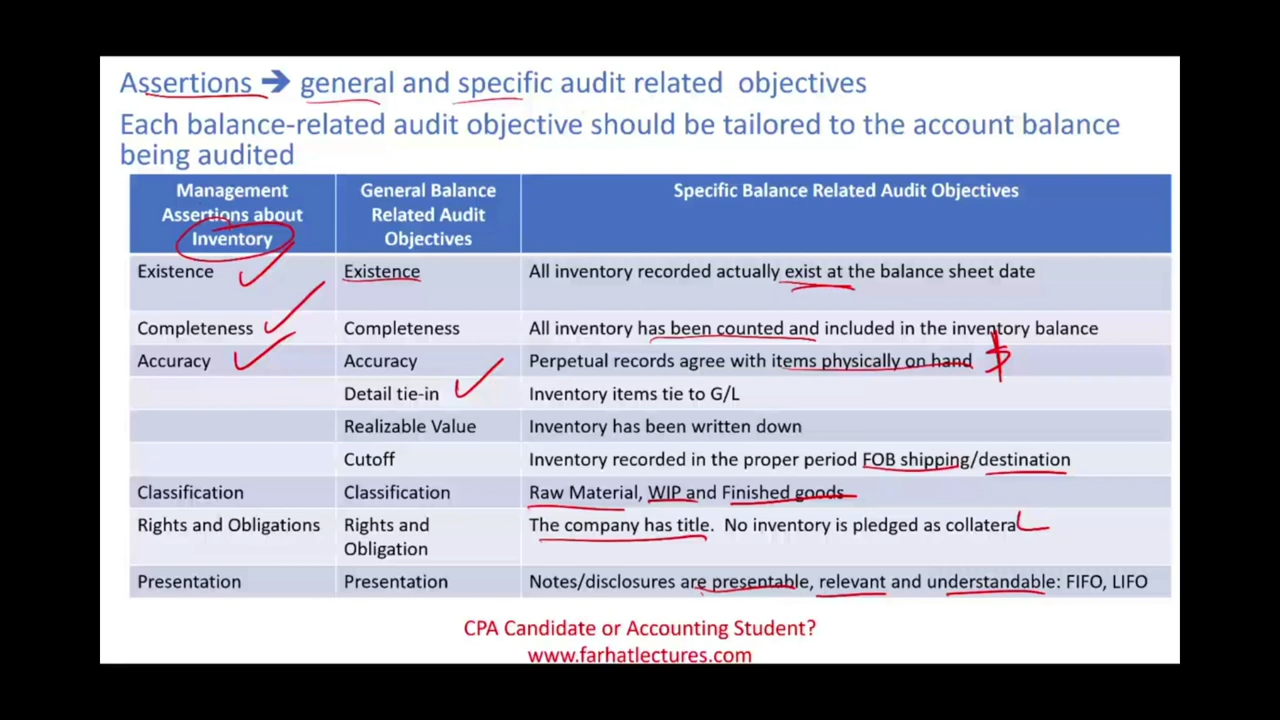 Assertions → general and specific audit related objectives
Each balance-related audit objective should be tailored to the account balance
being audited
Management
Assertions about
Inventory
General Balance
Related Audit
Objectives
Specific Balance Related Audit Objectives
Existence
Existence
All inventory recorded actually exist at the balance sheet date
Completeness
Completeness
All inventory has been counted and included in the inventory balance
Accuracy
Accuracy
Perpetual records agree with items physically on hand
$
Detail tie-in
Inventory items tie to G/L
Realizable Value
Inventory has been written down
Cutoff
Inventory recorded in the proper period FOB shipping/destination
Classification
Classification
Raw Material, WIP and Finished goods
Rights and Obligations
Rights and
Obligation
The company has title. No inventory is pledged as collateraL
Presentation
Presentation
Notes/disclosures are presentable, relevant and understandable: FIFO, LIFO
CPA Candidate or Accounting Student?
www.farhatlectures.com